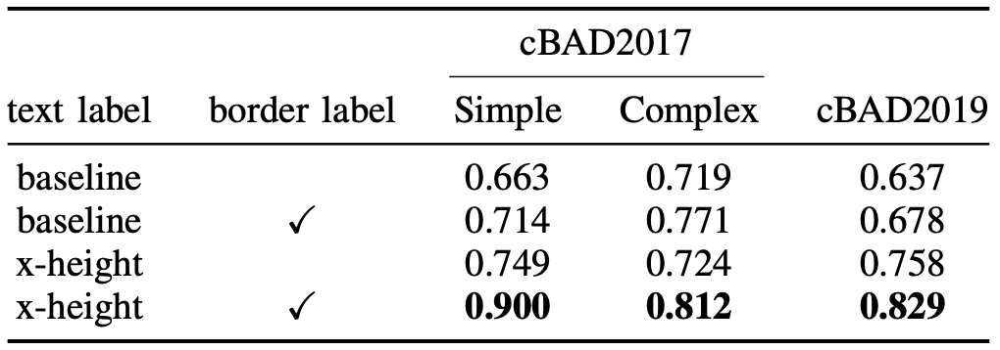 cBAD2017
text label border label Simple Complex cBAD2019
baseline 0.663 0.719 0.637
baseline ✓ 0.714 0.771 0.678
x-height 0.749 0.724 0.758
x-height ✓ 0.900 0.812 0.829